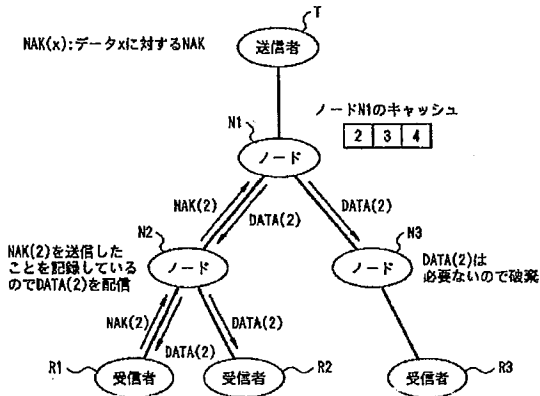 T
NAK(x):データxに対するNAK
送信者
N1
ノードN1のキャッシュ
2 3 4
ノード
NAK(2)
DATA(2)
DATA(2)
N2
N3
NAK(2)を送信した
ことを記録している
のでDATA(2)を配信
ノード
ノード
DATA(2)は
必要ないので破棄
NAK(2)
DATA(2)
DATA(2)
R1
受信者
受信者
R2
受信者
R3